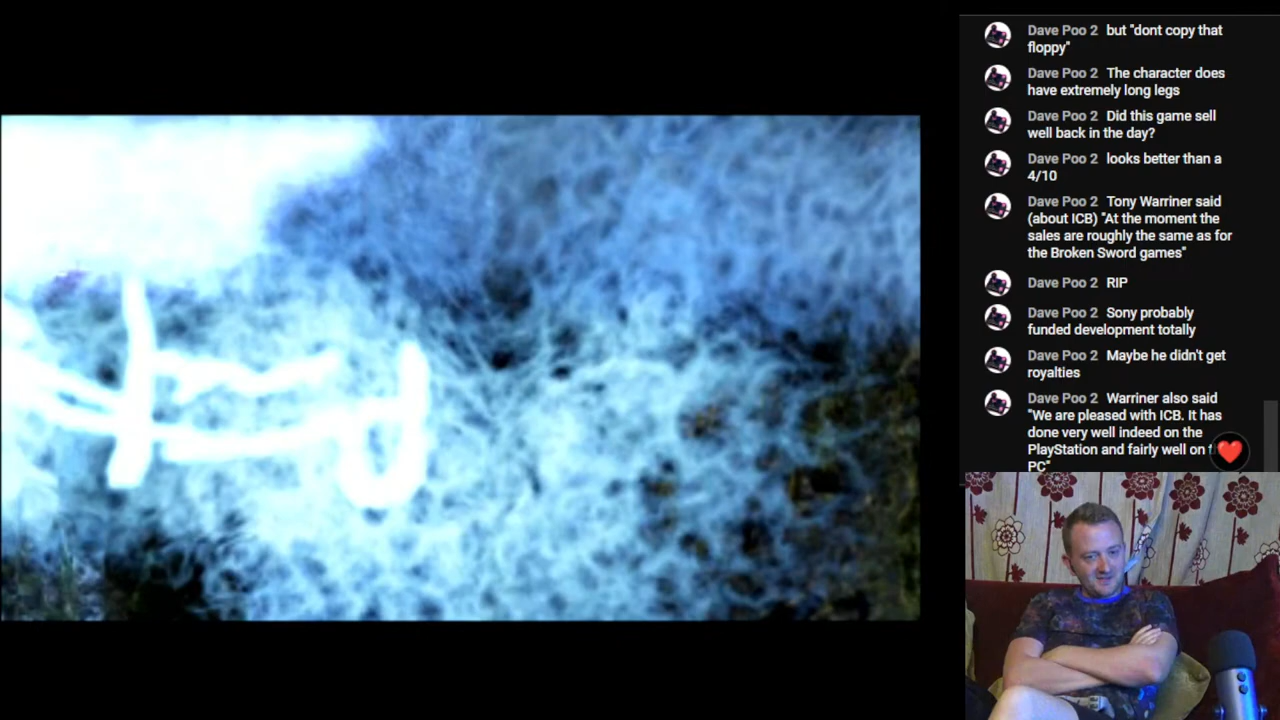 Dave Poo 2 but "dont copy that
floppy"
Dave Poo 2 The character does
have extremely long legs
Dave Poo 2 Did this game sell
well back in the day?
Dave Poo 2 looks better than a
4/10
Dave Poo 2 Tony Warriner said
(about ICB) "At the moment the
sales are roughly the same as for
the Broken Sword games"
Dave Poo 2 RIP
Dave Poo 2 Sony probably
funded development totally
Dave Poo 2 Maybe he didn't get
royalties
Dave Poo 2 Warriner also said
"We are pleased with ICB. It has
done very well indeed on the
PlayStation and fairly well on
PC"